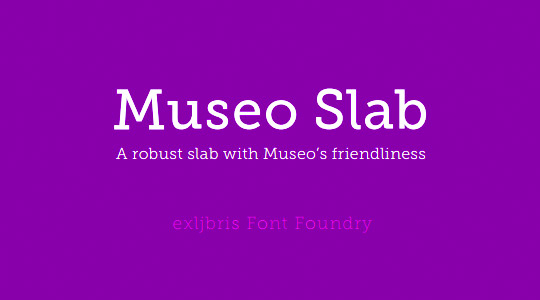 Museo Slab
A robust slab with Museo’s friendliness
exljbris Font Foundry